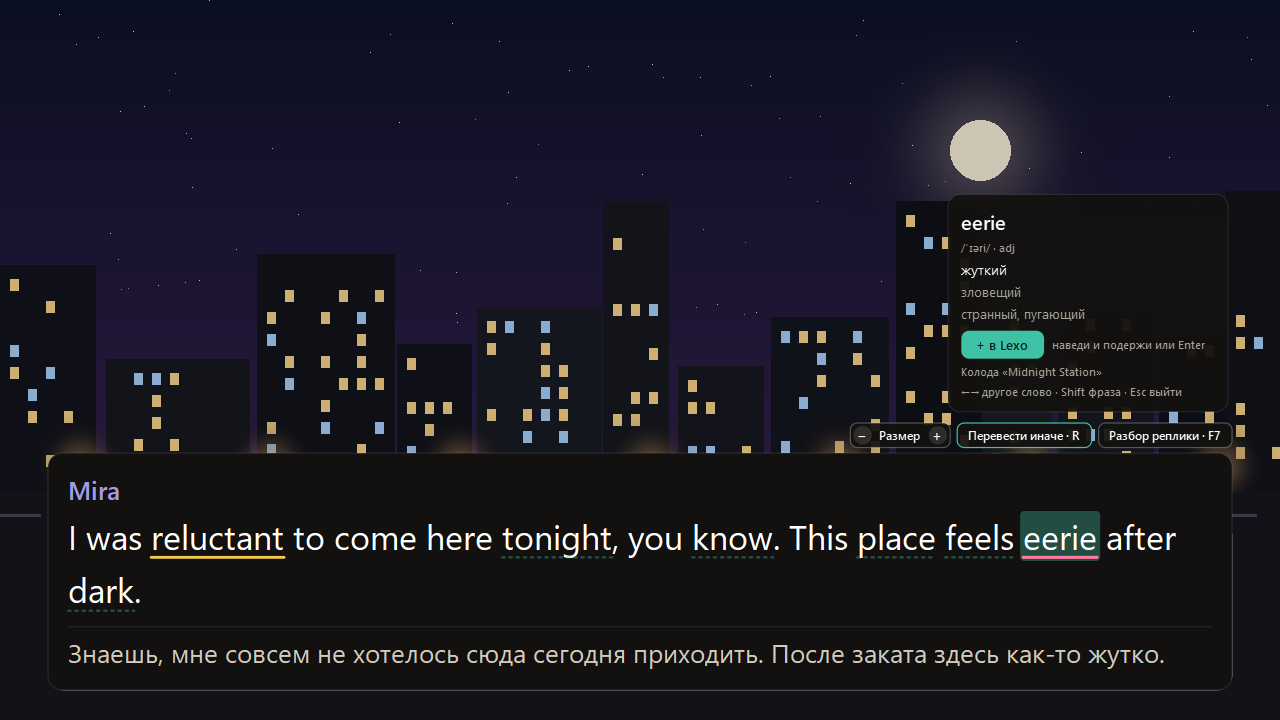 eerie
/ˈɪəri/ · adj
жуткий
зловещий
странный, пугающий
+ в Lexo наведи и подержи или Enter
Колода «Midnight Station»
←→ другое слово · Shift фраза · Esc выйти
− Размер + Перевести иначе · R Разбор реплики · F7
Mira
I was reluctant to come here tonight, you know. This place feels eerie after
dark.
Знаешь, мне совсем не хотелось сюда сегодня приходить. После заката здесь как-то жутко.